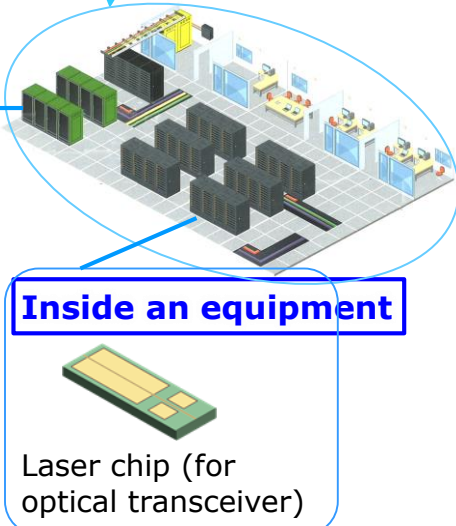 Inside an equipment
Laser chip (for
optical transceiver)